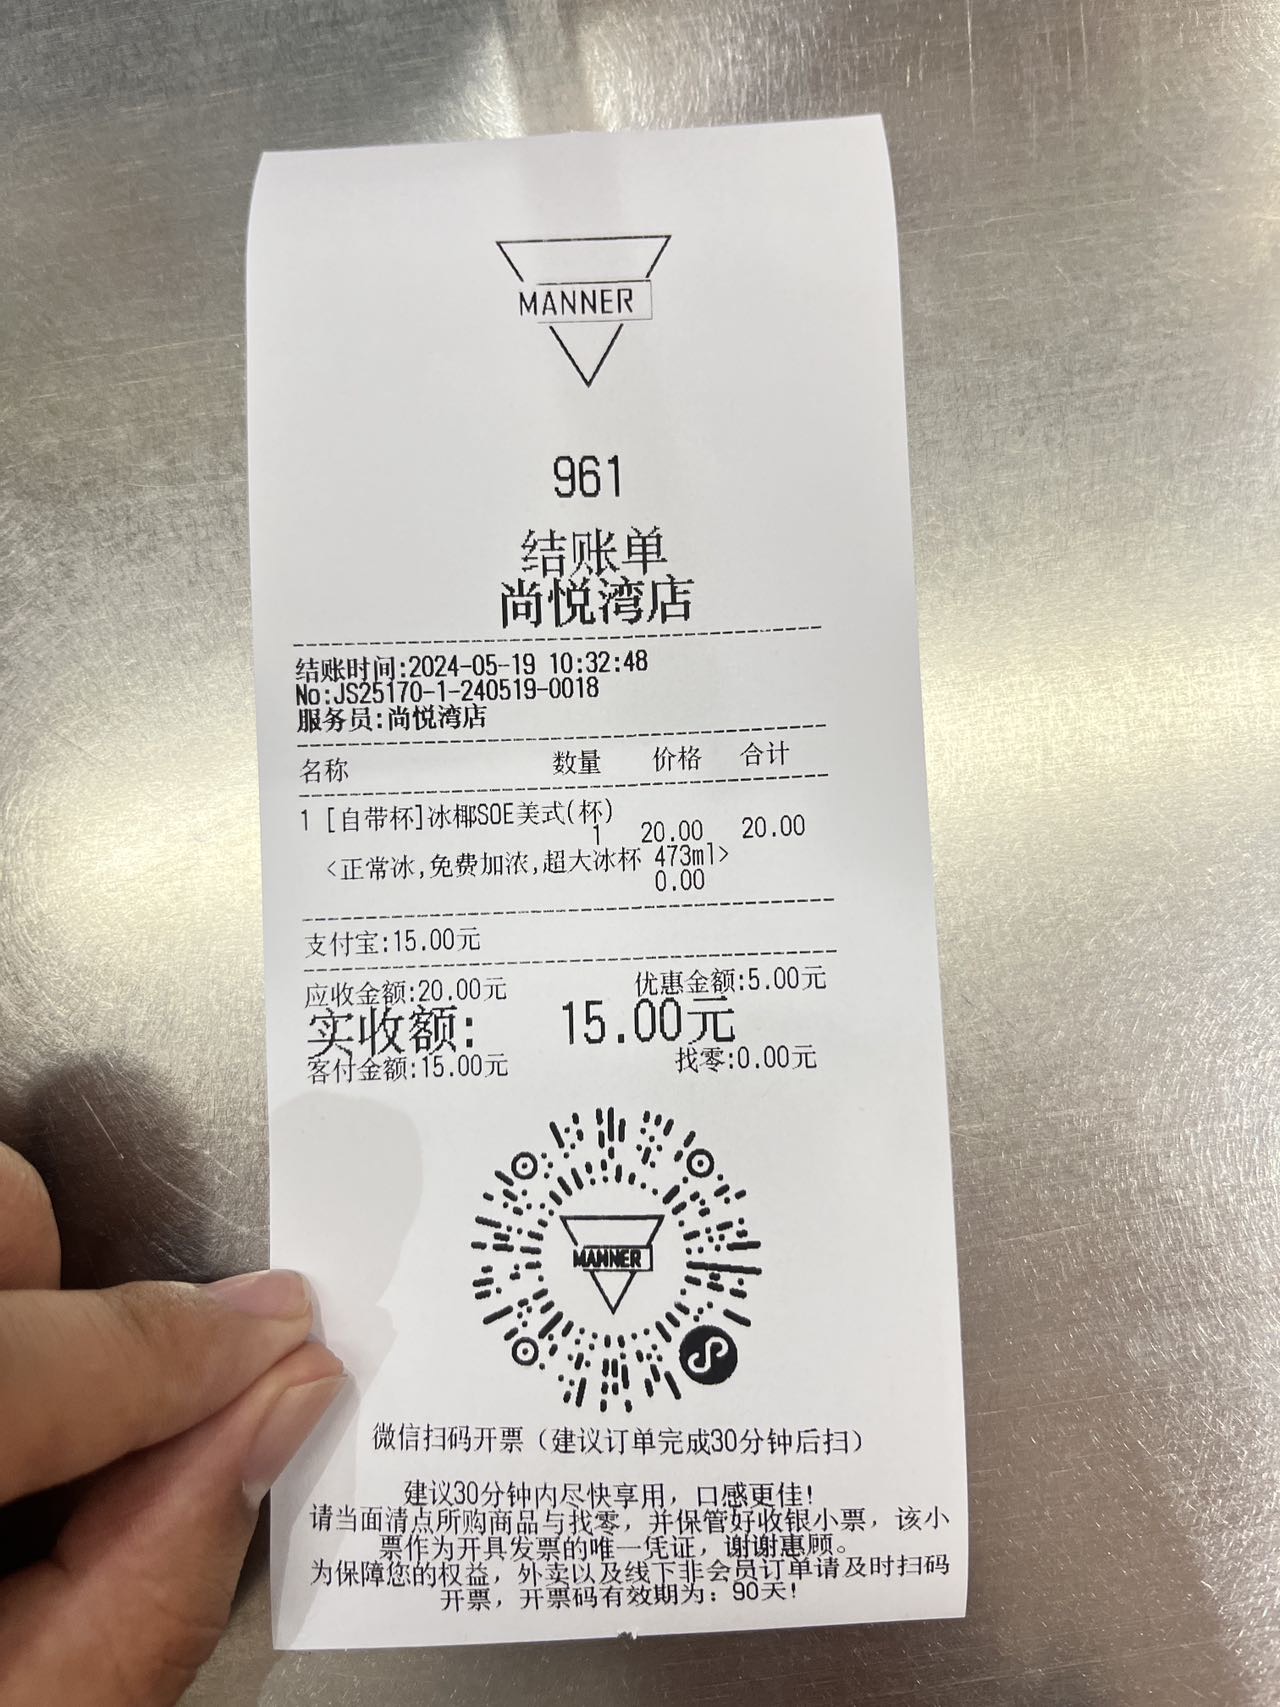 MANNER
961
结账单
尚悦湾店
结账时间:2024-05-19 10:32:48
No:JS25170-1-240519-0018
服务员:尚悦湾店
名称 数量 价格 合计
1 [自带杯]冰椰SOE美式(杯)
1 20.00 20.00
<正常冰,免费加浓,超大冰杯 473ml>
0.00
支付宝:15.00元
应收金额:20.00元 优惠金额:5.00元
实收额: 15.00元
客付金额:15.00元 找零:0.00元
MANNER
微信扫码开票（建议订单完成30分钟后扫）
建议30分钟内尽快享用，口感更佳!
请当面清点所购商品与找零，并保管好收银小票，该小
票作为开具发票的唯一凭证，谢谢惠顾。
为保障您的权益，外卖以及线下非会员订单请及时扫码
开票，开票码有效期为：90天!